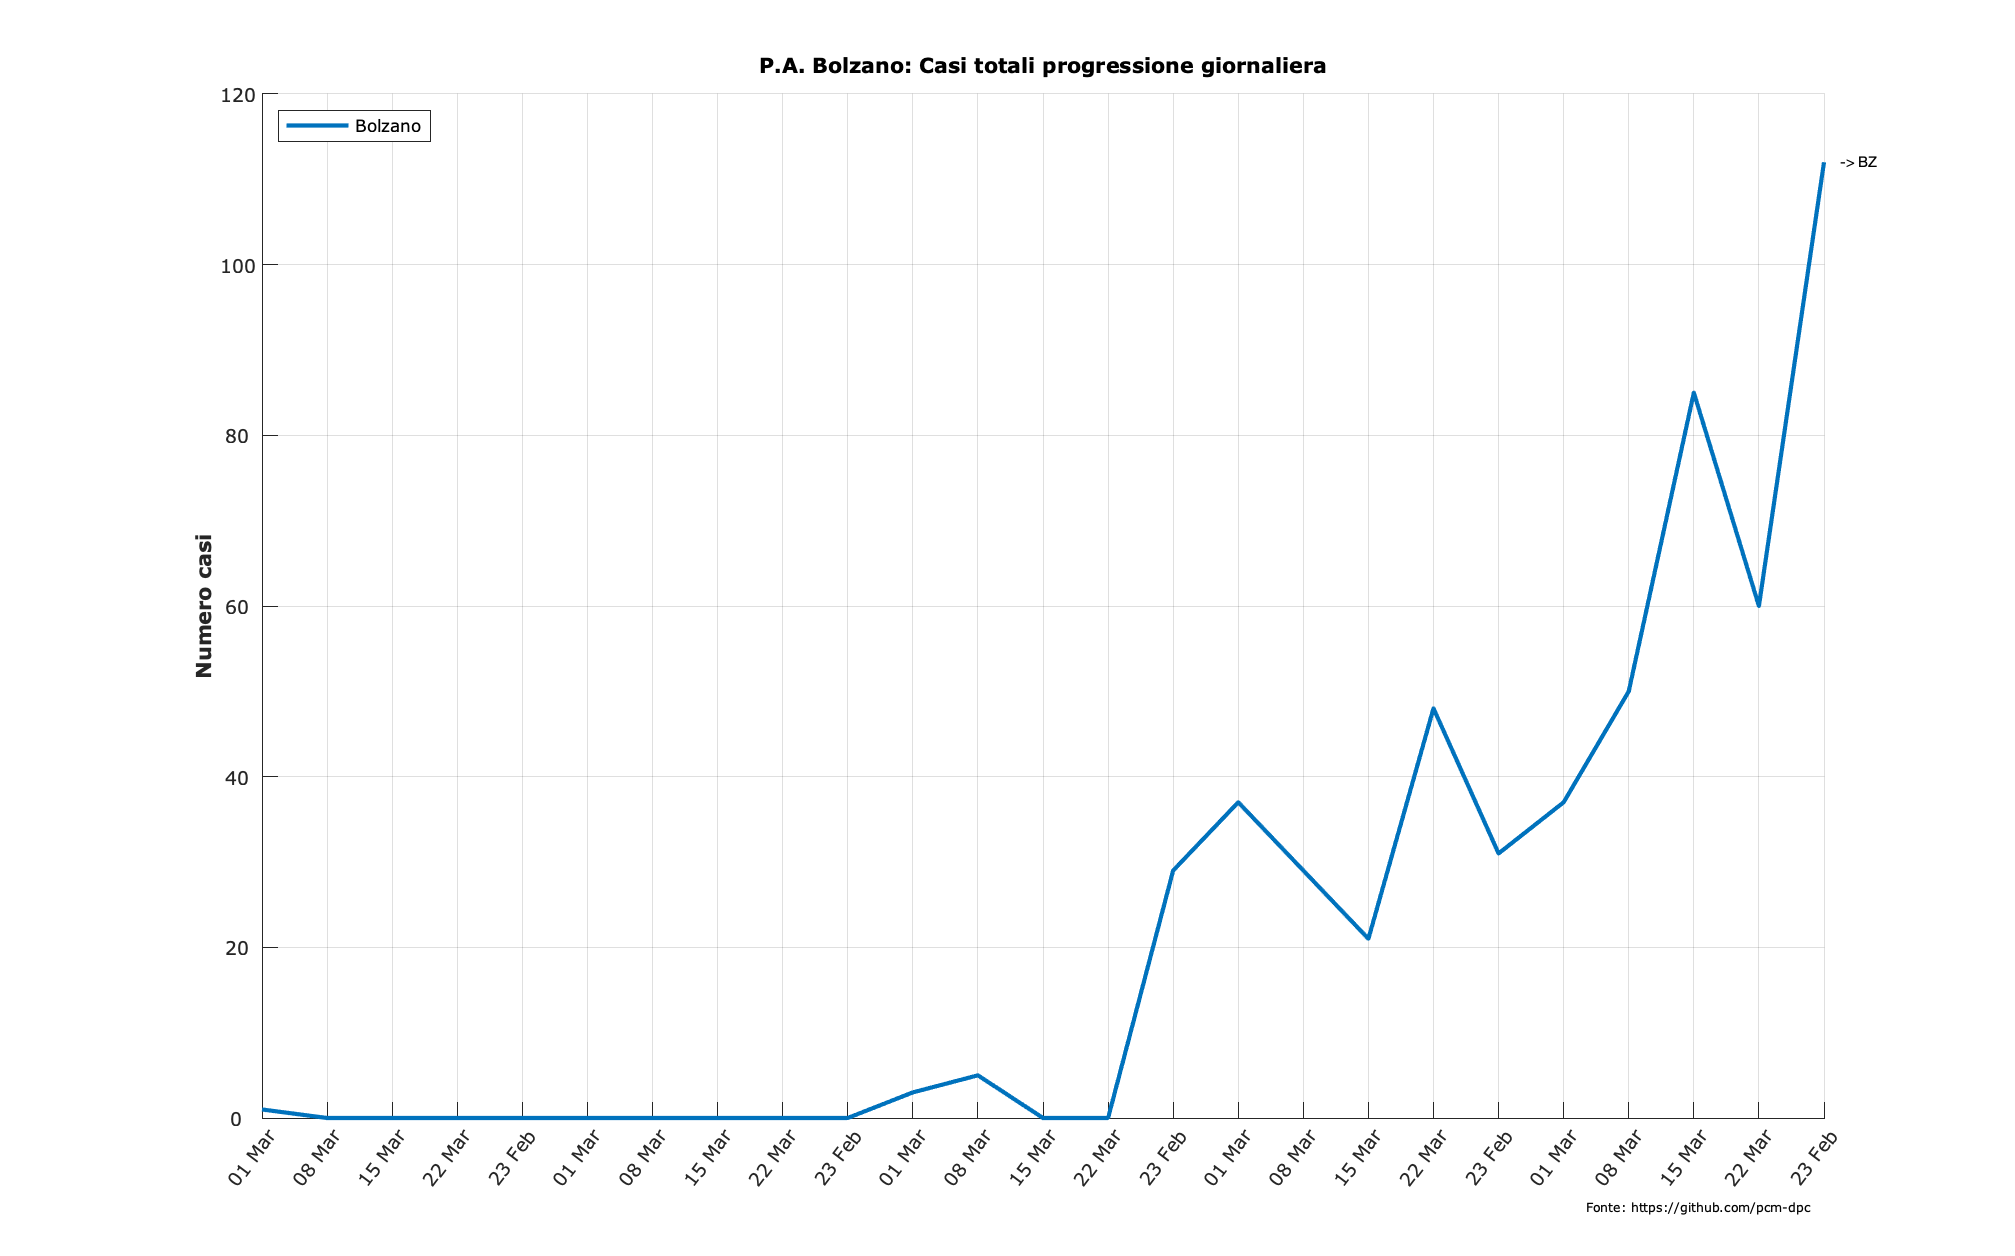 P.A. Bolzano: Casi totali progressione giornaliera
120
Bolzano
-> BZ
100
80
60
40
20
0
Numero casi
01 Mar
08 Mar
15 Mar
22 Mar
23 Feb
01 Mar
08 Mar
15 Mar
22 Mar
23 Feb
01 Mar
08 Mar
15 Mar
22 Mar
23 Feb
01 Mar
08 Mar
15 Mar
22 Mar
23 Feb
01 Mar
08 Mar
15 Mar
22 Mar
23 Feb
Fonte: https://github.com/pcm-dpc